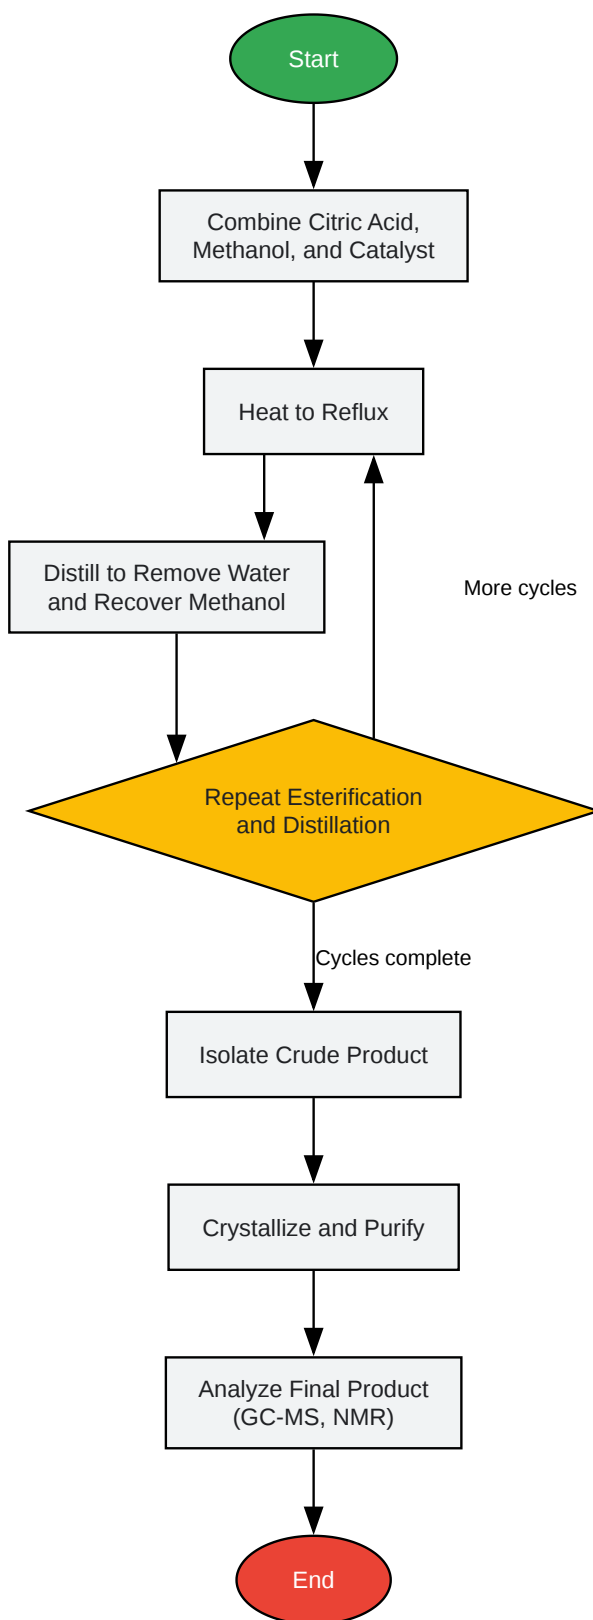 Start
Combine Citric Acid,
Methanol, and Catalyst
Heat to Reflux
Distill to Remove Water
and Recover Methanol
More cycles
Repeat Esterification
and Distillation
Cycles complete
Isolate Crude Product
Crystallize and Purify
Analyze Final Product
(GC-MS, NMR)
End